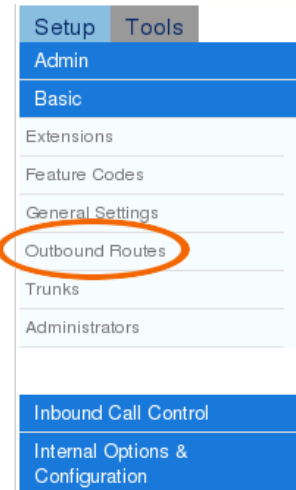 Setup Tools
Admin
Basic
Extensions
Feature Codes
General Settings
Outbound Routes
Trunks
Administrators
Inbound Call Control
Internal Options &
Configuration